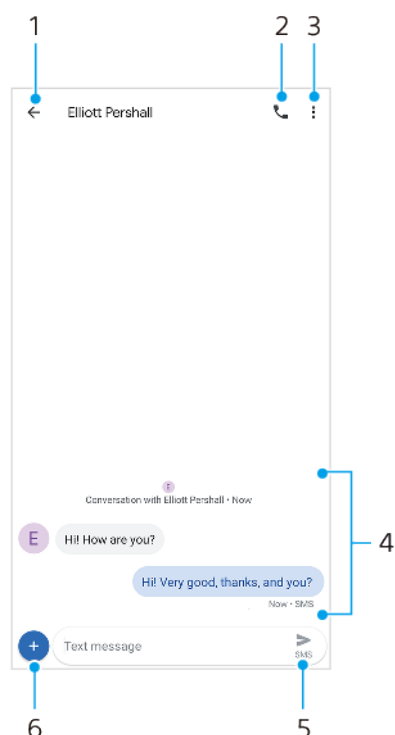 1 2 3
Elliott Pershall
E
Conversation with Elliott Pershall • Now
E Hi! How are you?
Hi! Very good, thanks, and you?
Now • SMS
4
+ Text message
SMS
6 5